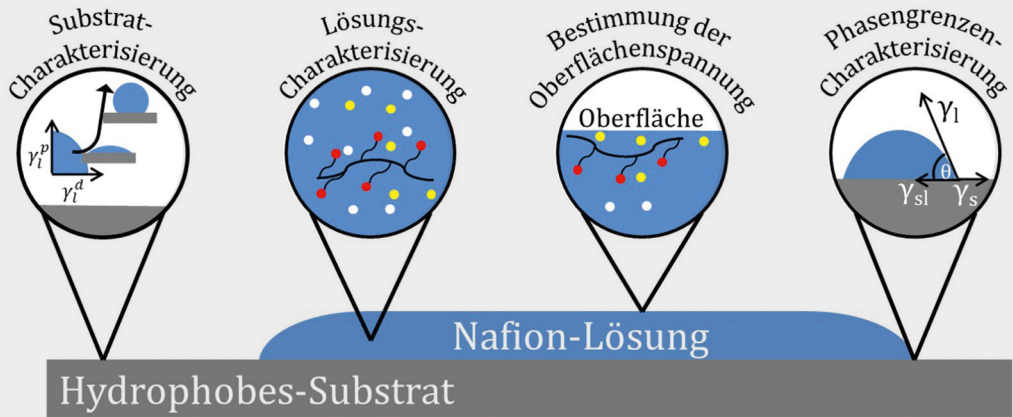 Substrat-
Charakterisierung
Lösungs-
Charakterisierung
Bestimmung der
Oberflächenspannung
Phasengrenzen-
Charakterisierung
γₗᵖ
γₗᵈ
Oberfläche
γₗ
θ
γₛₗ
γₛ
Nafion-Lösung
Hydrophobes-Substrat